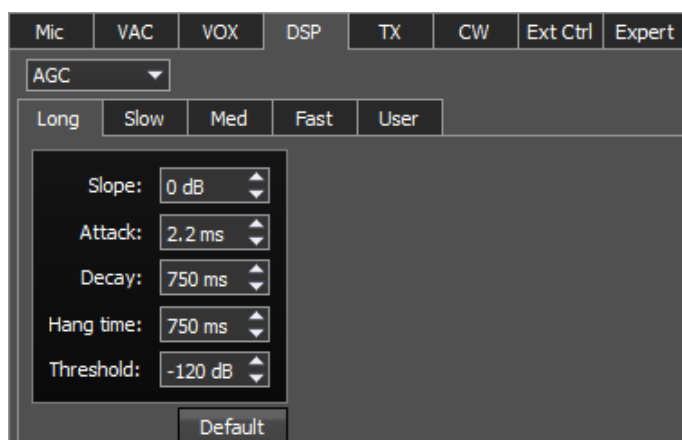 Mic VAC VOX DSP TX CW Ext Ctrl Expert
AGC
Long Slow Med Fast User
Slope: 0 dB
Attack: 2.2 ms
Decay: 750 ms
Hang time: 750 ms
Threshold: -120 dB
Default